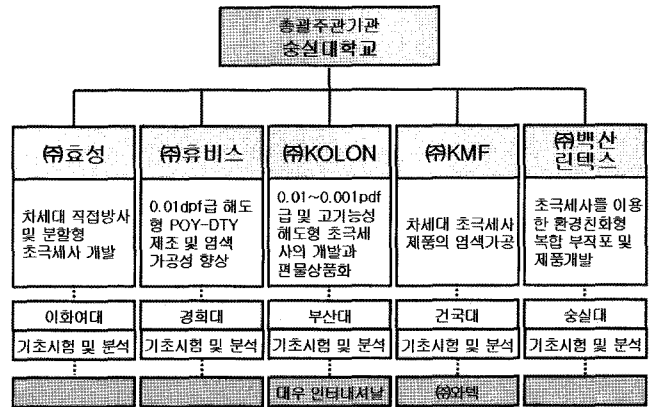 총괄주관기관
숭실대학교
㈜효성
㈜휴비스
㈜KOLON
㈜KMF
㈜백산
린텍스
차세대 직접방사
및 분할형
초극세사 개발
0.01dpf급 해도
형 POY-DTY
제조 및 염색
가공성 향상
0.01~0.001pdf
급 및 고기능성
해도형 초극세
사의 개발과
편물상품화
차세대 초극세사
제품의 염색가공
초극세사를 이용
한 환경친화형
복합 부직포 및
제품개발
이화여대
경희대
부산대
건국대
숭실대
기초시험 및 분석
기초시험 및 분석
기초시험 및 분석
기초시험 및 분석
기초시험 및 분석
대우 인터내셔날
㈜와텍